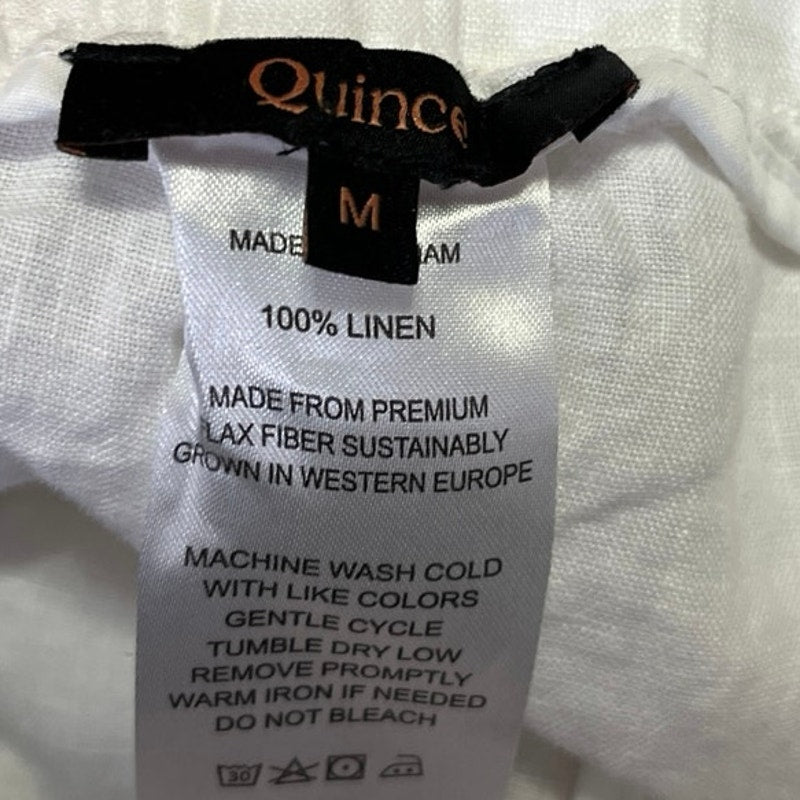 Quince
M
MADE
100% LINEN
MADE FROM PREMIUM
LAX FIBER SUSTAINABLY
GROWN IN WESTERN EUROPE
MACHINE WASH COLD
WITH LIKE COLORS
GENTLE CYCLE
TUMBLE DRY LOW
REMOVE PROMPTLY
WARM IRON IF NEEDED
DO NOT BLEACH
30